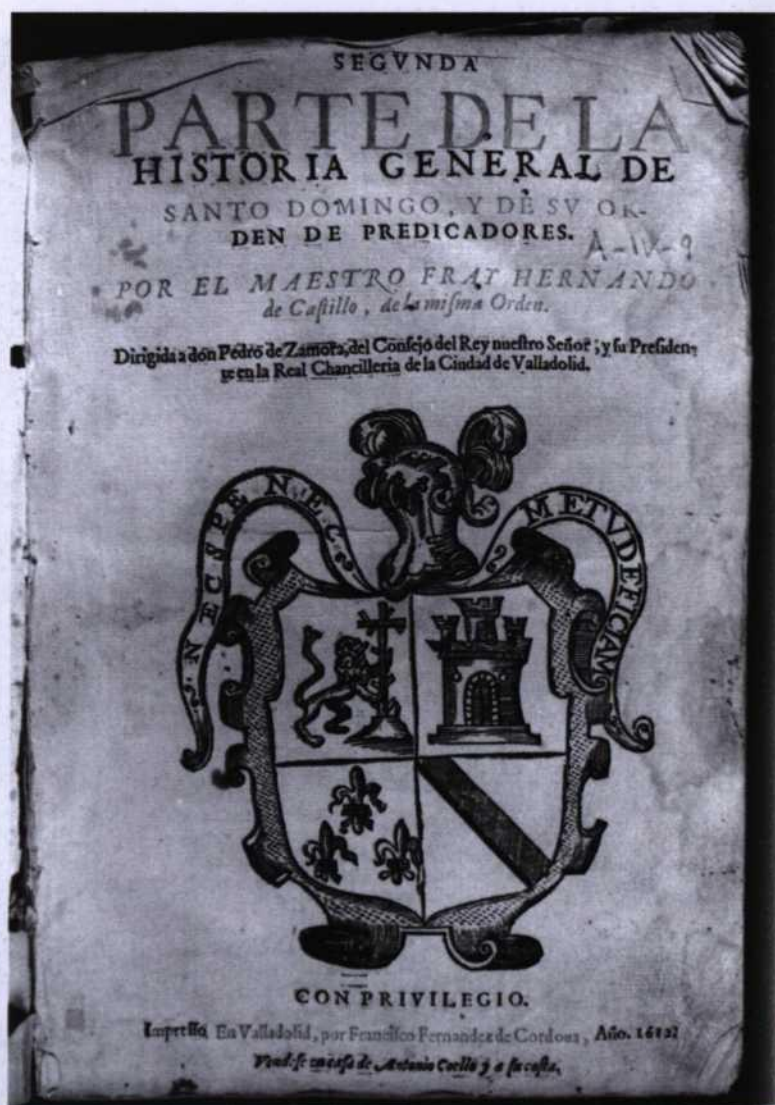 SEGVNDA
PARTE DE LA
HISTORIA GENERAL DE
SANTO DOMINGO, Y DE SV OR-
DEN DE PREDICADORES.
A-IV-9
POR EL MAESTRO FRAY HERNANDO
de Caſtillo, de la miſma Orden.
Dirigida a don Pedro de Zamora, del Conſejo del Rey nueſtro Señor, y ſu Preſiden-
te en la Real Chancilleria de la Ciudad de Valladolid.
NEC SPE NEC
METV DEFICIAM
CON PRIVILEGIO.
Impreſſo En Valladolid, por Franciſco Fernandez de Cordoua, Año.
Vendeſe en caſa de Antonio Coello y a ſu coſta.